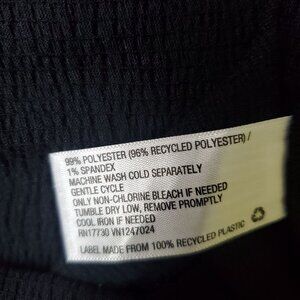 99% POLYESTER (96% RECYCLED POLYESTER) /
1% SPANDEX
MACHINE WASH COLD SEPARATELY
GENTLE CYCLE
ONLY NON-CHLORINE BLEACH IF NEEDED
TUMBLE DRY LOW, REMOVE PROMPTLY
COOL IRON IF NEEDED
RN17730 VN1247024
LABEL MADE FROM 100% RECYCLED PLASTIC